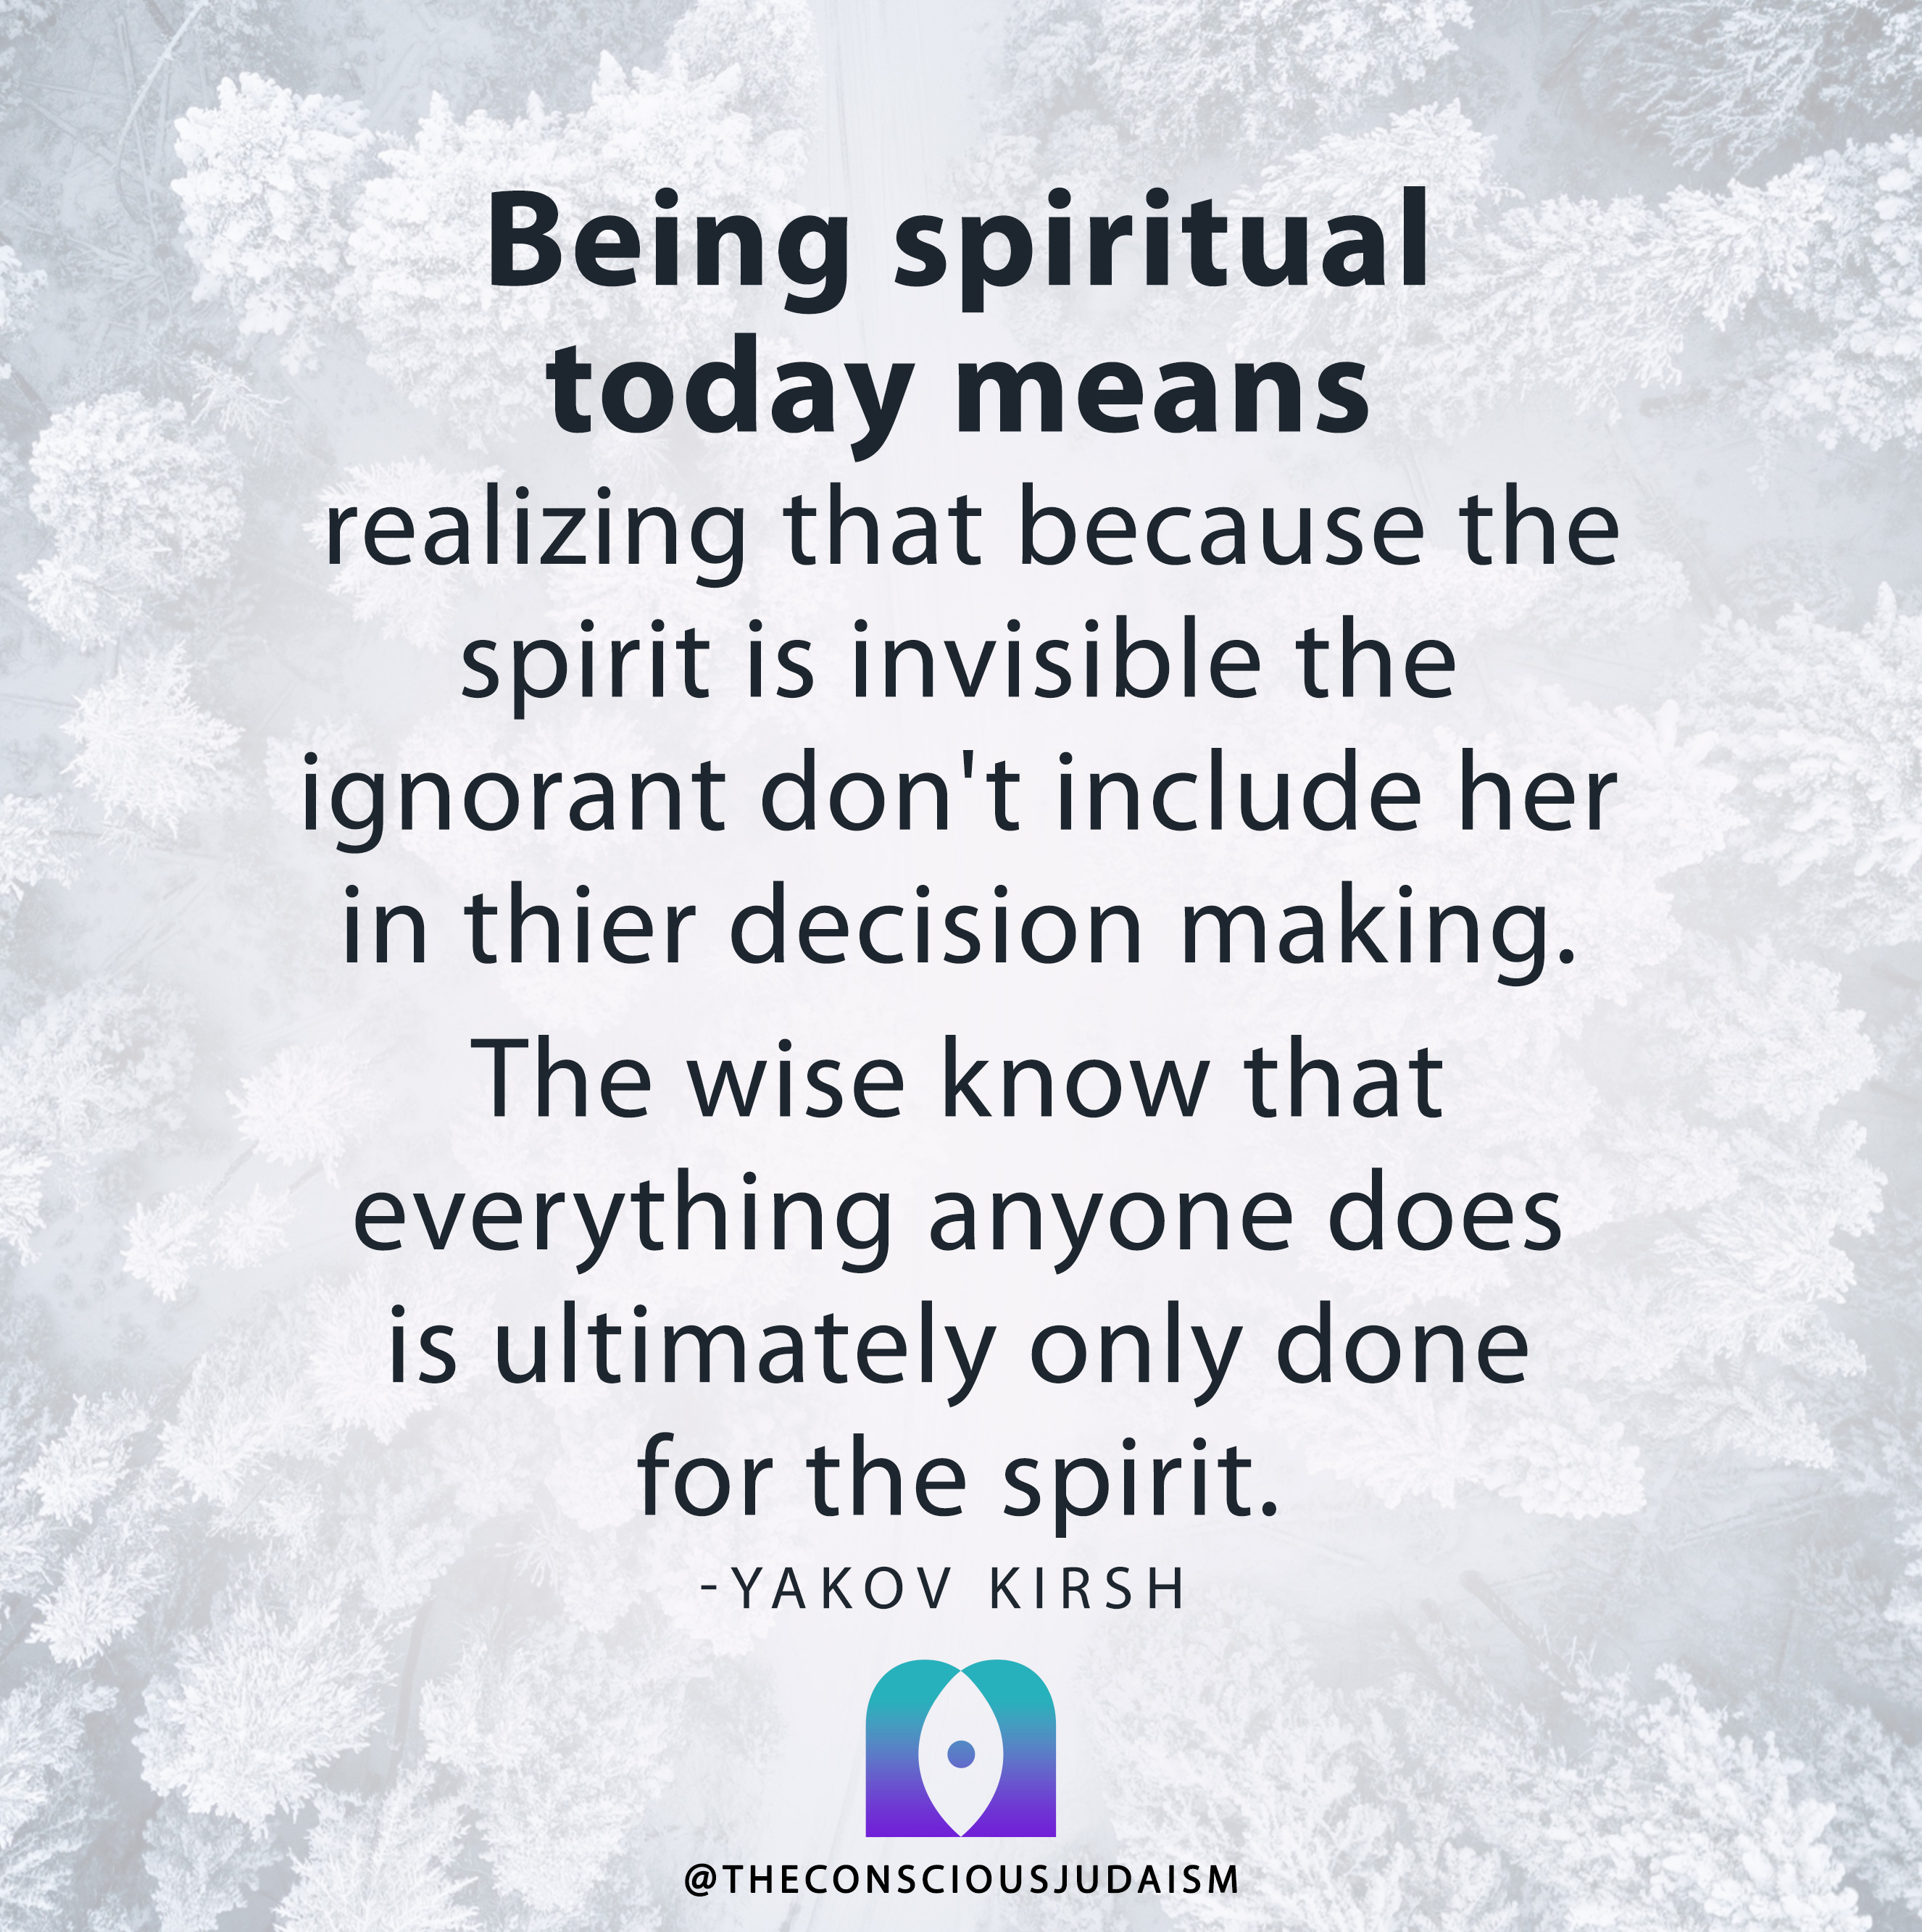 Being spiritual
today means
realizing that because the
spirit is invisible the
ignorant don't include her
in thier decision making.
The wise know that
everything anyone does
is ultimately only done
for the spirit.
-YAKOV KIRSH
@THECONSCIOUSJUDAISM